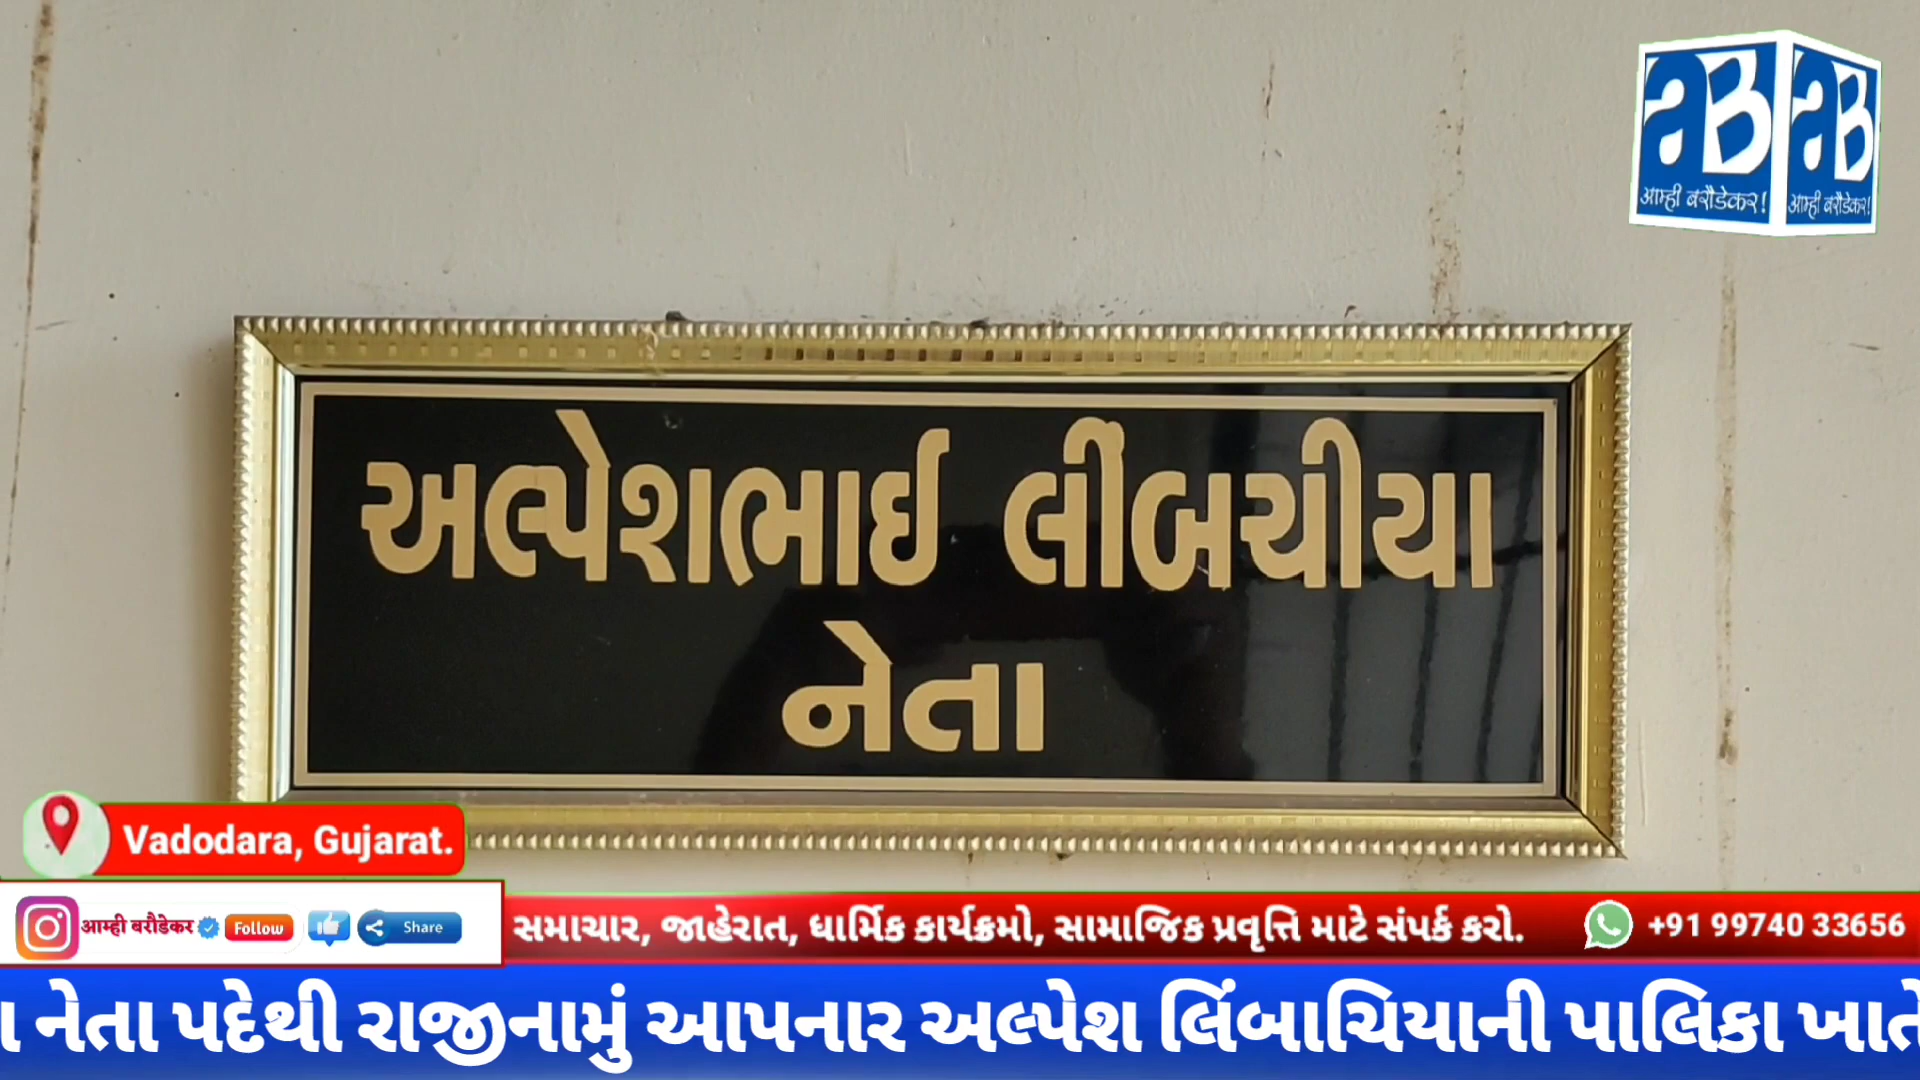 aB aB
आम्ही बरौडेकर! आम्ही बरौडेकर!
અલ્પેશભાઈ લીંબચીયા
નેતા
Vadodara, Gujarat.
आम्ही बरौडेकर Follow Share
સમાચાર, જાહેરાત, ધાર્મિક કાર્યક્રમો, સામાજિક પ્રવૃત્તિ માટે સંપર્ક કરો. +91 99740 33656
નેતા પદેથી રાજીનામું આપનાર અલ્પેશ લિંબાચિયાની પાલિકા ખાતે